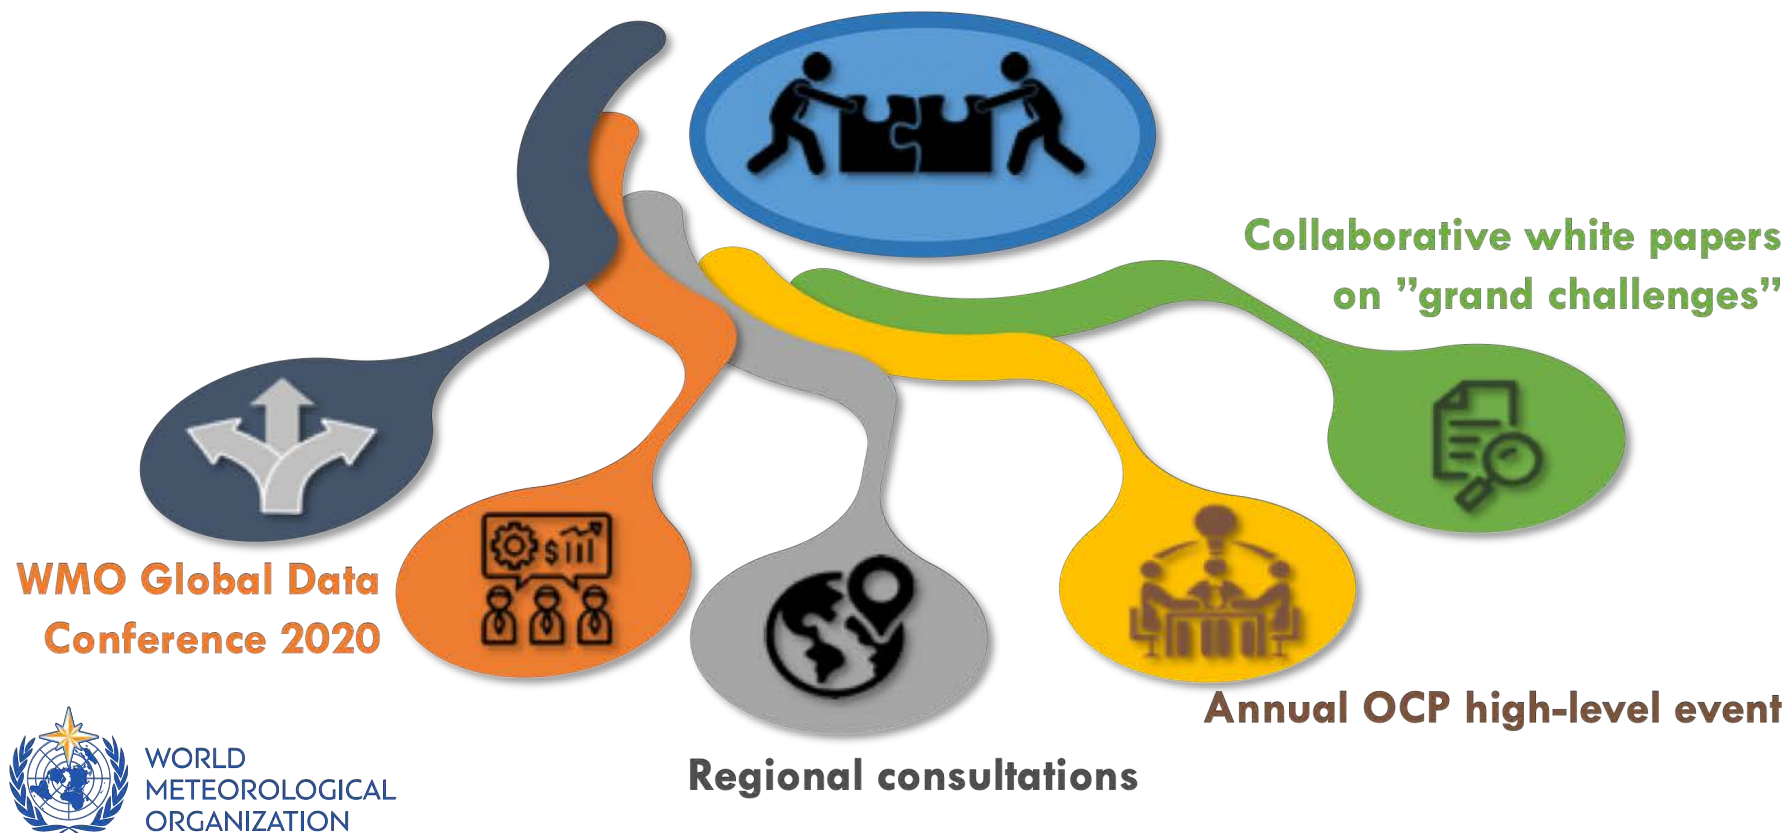 Collaborative white papers
on ”grand challenges”
WMO Global Data
Conference 2020
$
Annual OCP high-level event
Regional consultations
WORLD
METEOROLOGICAL
ORGANIZATION